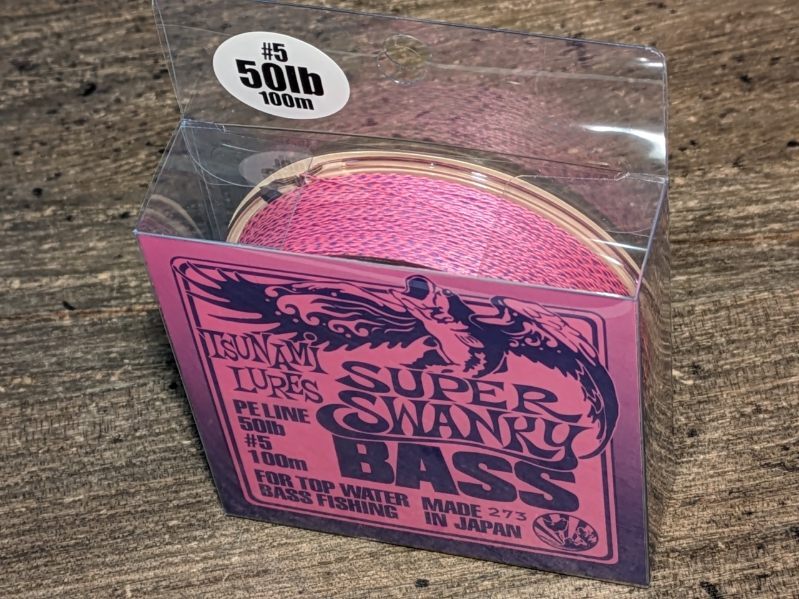 #5
50lb
100m
TSUNAMI
LURES
SUPER
SWANKY
BASS
PE LINE
50lb
#5
100m
FOR TOP WATER
BASS FISHING
MADE 273
IN JAPAN